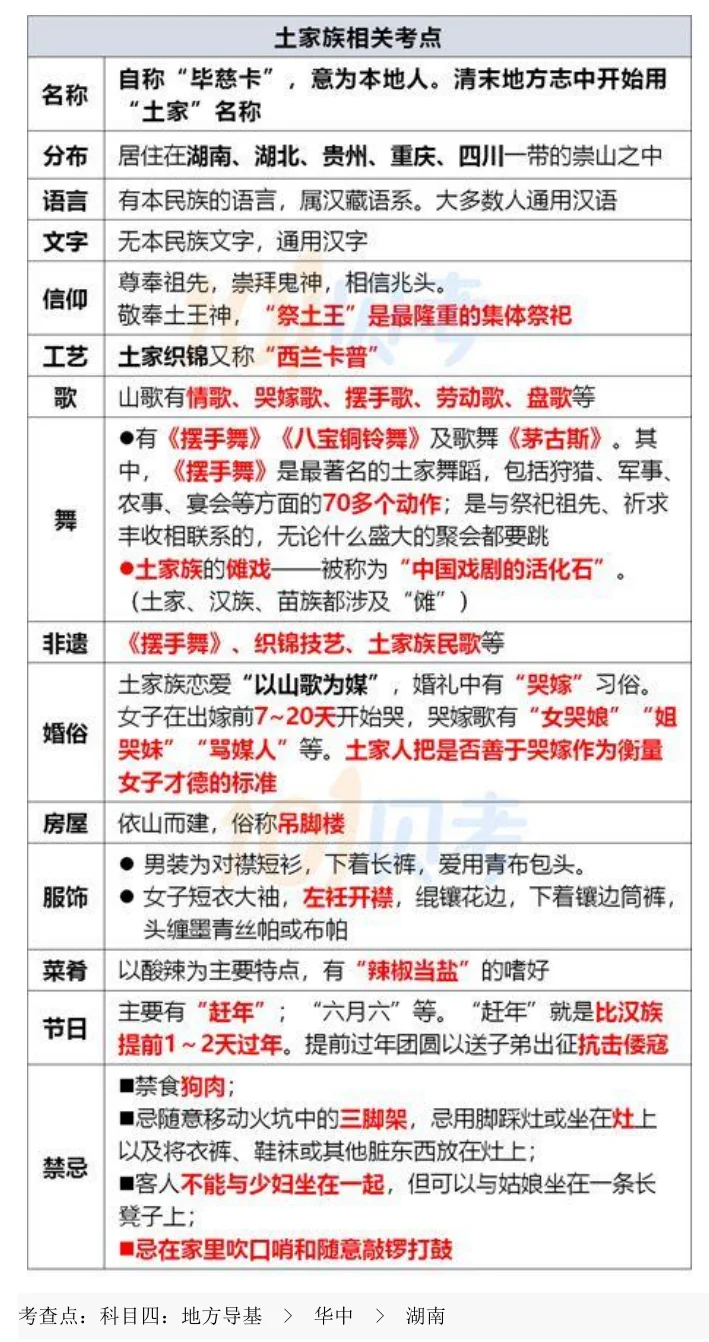 土家族相关考点
名称
自称“毕慈卡”，意为本地人。清末地方志中开始用
“土家”名称
分布
居住在湖南、湖北、贵州、重庆、四川一带的崇山之中
语言
有本民族的语言，属汉藏语系。大多数人通用汉语
文字
无本民族文字，通用汉字
信仰
尊奉祖先，崇拜鬼神，相信兆头。
敬奉土王神，“祭土王”是最隆重的集体祭祀
工艺
土家织锦又称“西兰卡普”
歌
山歌有情歌、哭嫁歌、摆手歌、劳动歌、盘歌等
舞
●有《摆手舞》《八宝铜铃舞》及歌舞《茅古斯》。其
中，《摆手舞》是最著名的土家舞蹈，包括狩猎、军事、
农事、宴会等方面的70多个动作；是与祭祀祖先、祈求
丰收相联系的，无论什么盛大的聚会都要跳
●土家族的傩戏——被称为“中国戏剧的活化石”。
（土家、汉族、苗族都涉及“傩”）
非遗
《摆手舞》、织锦技艺、土家族民歌等
婚俗
土家族恋爱“以山歌为媒”，婚礼中有“哭嫁”习俗。
女子在出嫁前7~20天开始哭，哭嫁歌有“女哭娘”“姐
哭妹”“骂媒人”等。土家人把是否善于哭嫁作为衡量
女子才德的标准
房屋
依山而建，俗称吊脚楼
服饰
● 男装为对襟短衫，下着长裤，爱用青布包头。
● 女子短衣大袖，左衽开襟，绲镶花边，下着镶边筒裤，
头缠墨青丝帕或布帕
菜肴
以酸辣为主要特点，有“辣椒当盐”的嗜好
节日
主要有“赶年”；“六月六”等。“赶年”就是比汉族
提前1～2天过年。提前过年团圆以送子弟出征抗击倭寇
禁忌
■禁食狗肉；
■忌随意移动火坑中的三脚架，忌用脚踩灶或坐在灶上
以及将衣裤、鞋袜或其他脏东西放在灶上；
■客人不能与少妇坐在一起，但可以与姑娘坐在一条长
凳子上；
■忌在家里吹口哨和随意敲锣打鼓
101贝考
101贝考
考查点：科目四：地方导基 > 华中 > 湖南